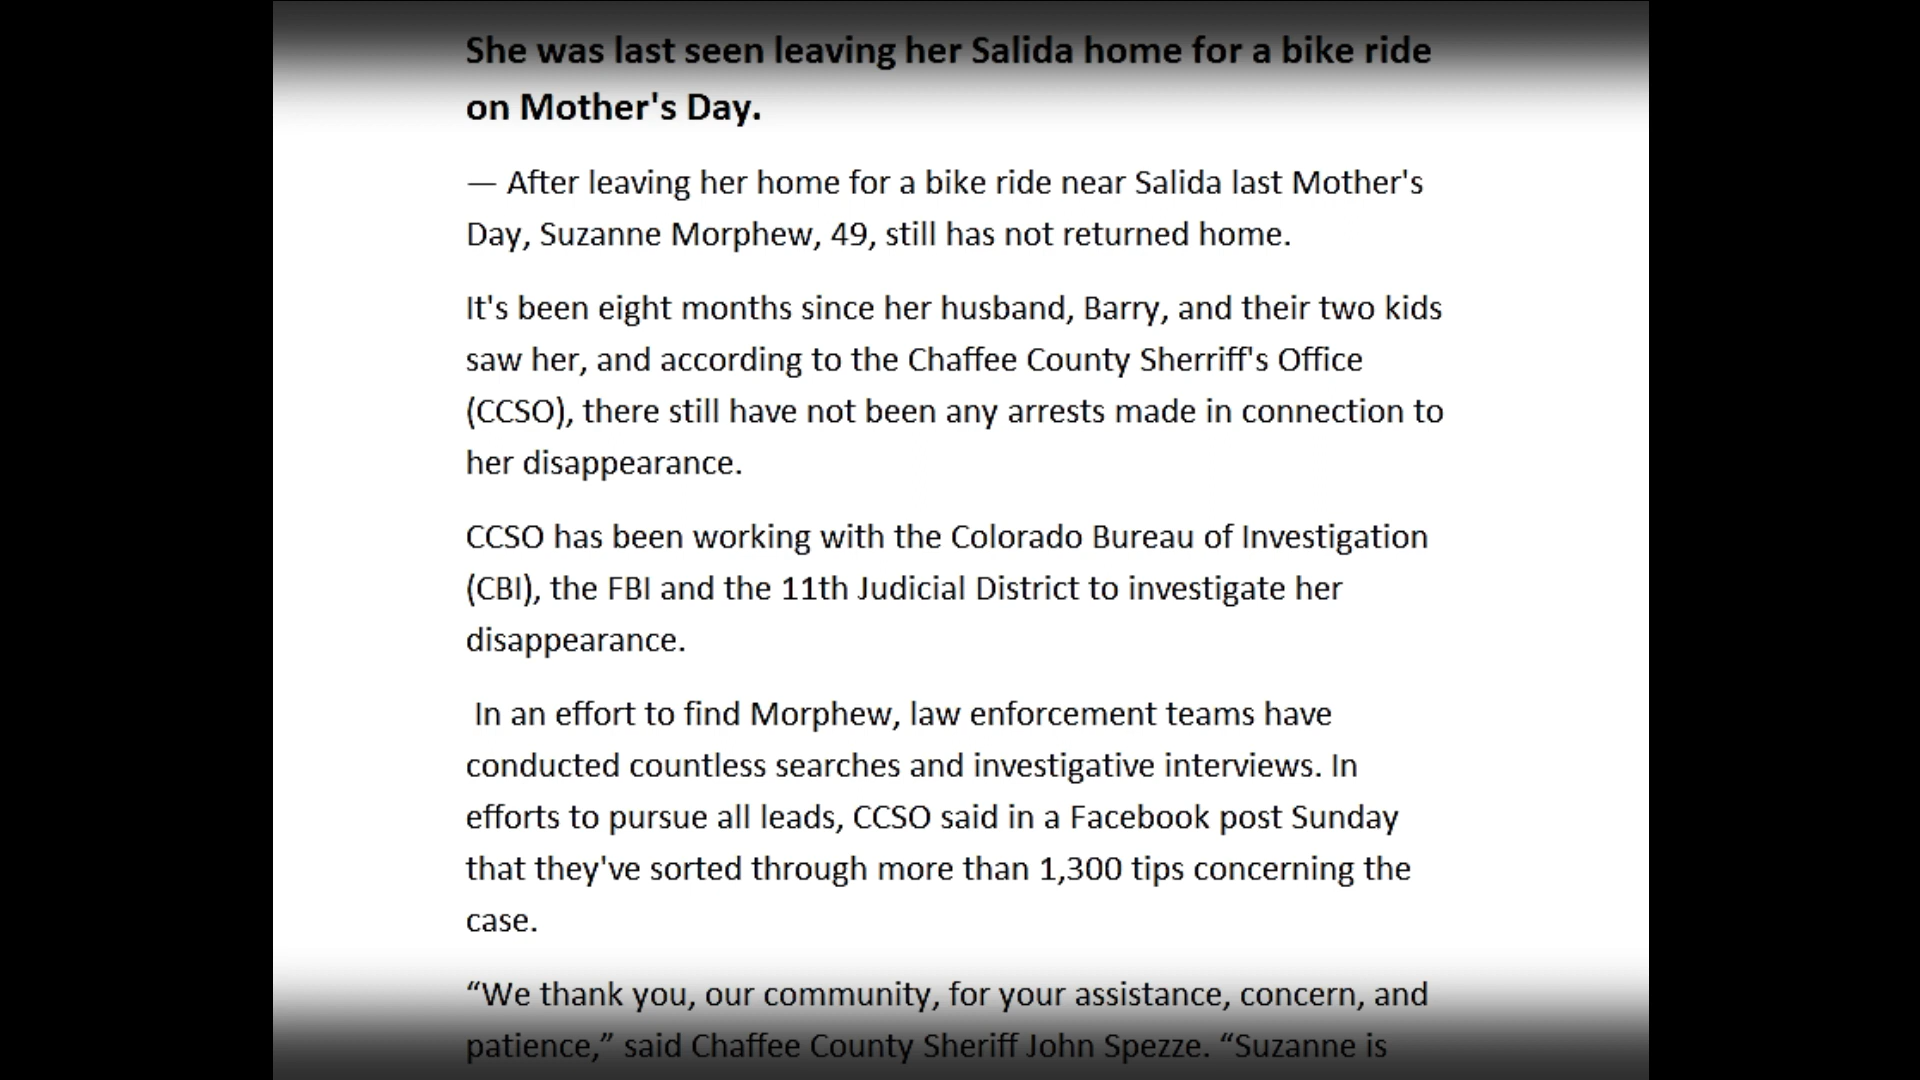 She was last seen leaving her Salida home for a bike ride
on Mother's Day.
— After leaving her home for a bike ride near Salida last Mother's
Day, Suzanne Morphew, 49, still has not returned home.
It's been eight months since her husband, Barry, and their two kids
saw her, and according to the Chaffee County Sherriff's Office
(CCSO), there still have not been any arrests made in connection to
her disappearance.
CCSO has been working with the Colorado Bureau of Investigation
(CBI), the FBI and the 11th Judicial District to investigate her
disappearance.
In an effort to find Morphew, law enforcement teams have
conducted countless searches and investigative interviews. In
efforts to pursue all leads, CCSO said in a Facebook post Sunday
that they've sorted through more than 1,300 tips concerning the
case.
“We thank you, our community, for your assistance, concern, and
patience,” said Chaffee County Sheriff John Spezze. “Suzanne is